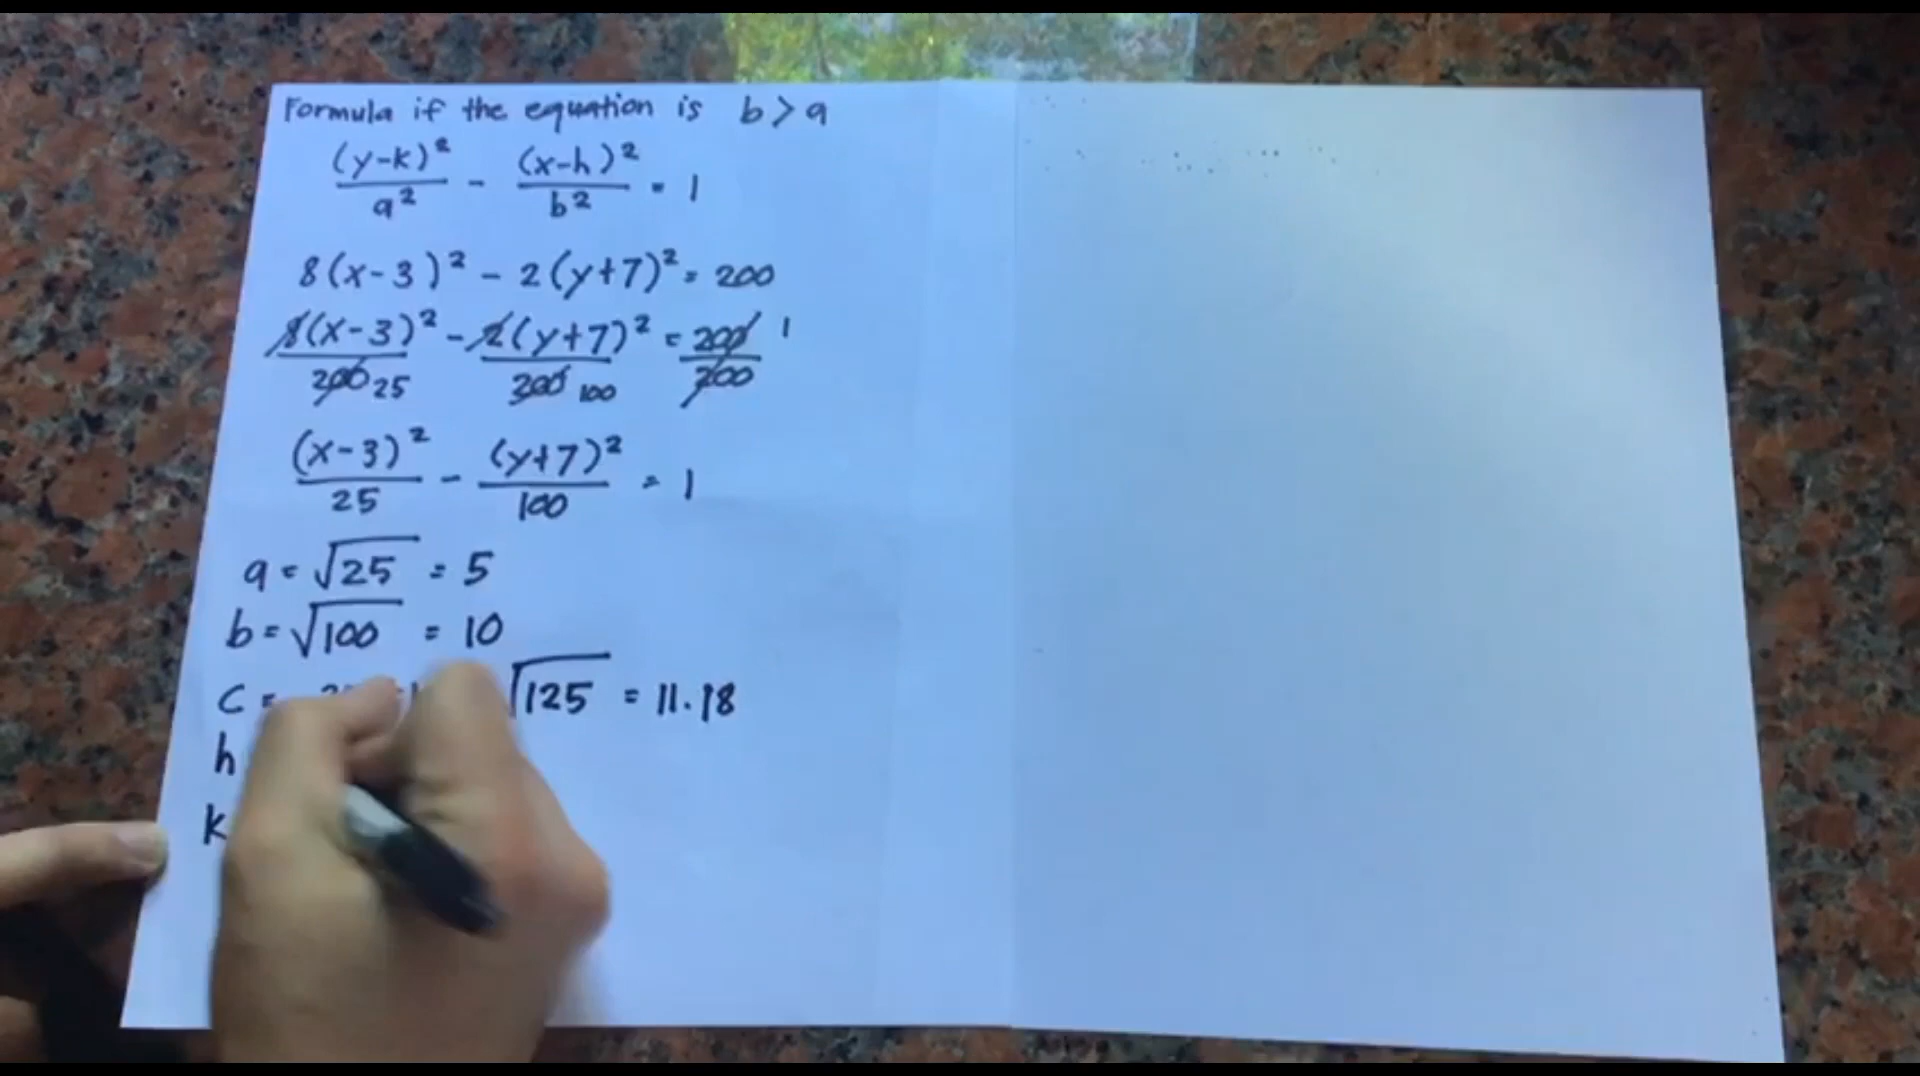 Formula if the equation is b > a
(y-k)²/a² - (x-h)²/b² = 1
8(x-3)² - 2(y+7)² = 200
8(x-3)²/200 25 - 2(y+7)²/200 100 = 200/200 1
(x-3)²/25 - (y+7)²/100 = 1
a = √25 = 5
b = √100 = 10
c = √125 = 11.18
h
k